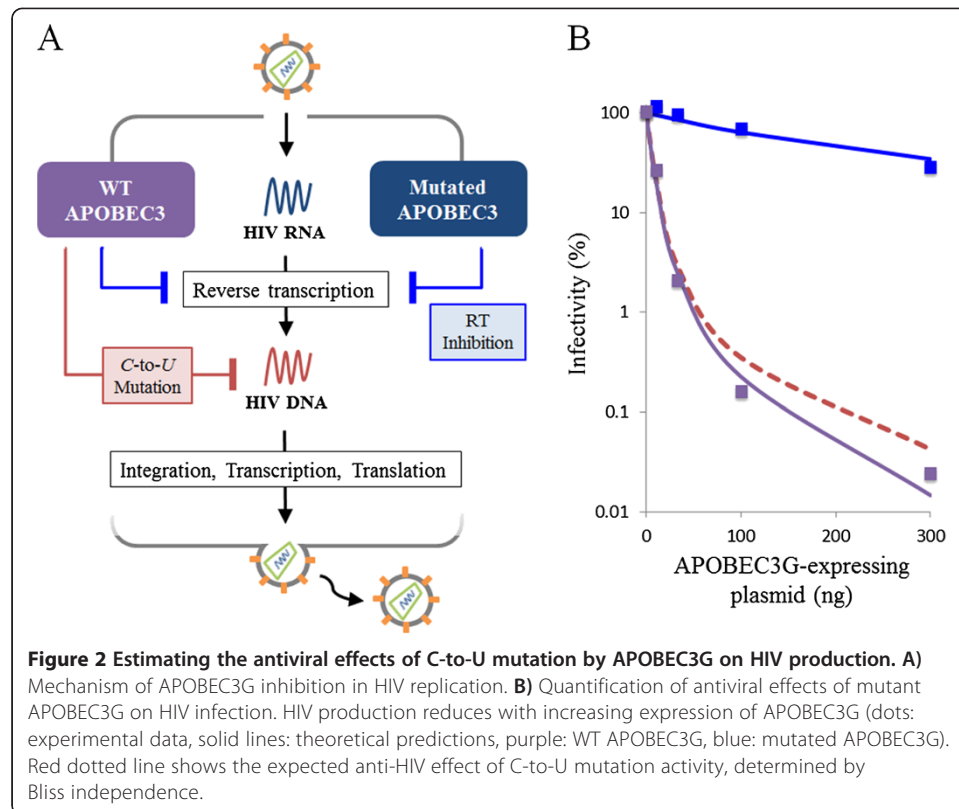 A
WT
APOBEC3
Mutated
APOBEC3
HIV RNA
Reverse transcription
RT
Inhibition
C-to-U
Mutation
HIV DNA
Integration, Transcription, Translation
B
Infectivity (%)
100
10
1
0.1
0.01
0
100
200
300
APOBEC3G-expressing
plasmid (ng)
Figure 2 Estimating the antiviral effects of C-to-U mutation by APOBEC3G on HIV production. A)
Mechanism of APOBEC3G inhibition in HIV replication. B) Quantification of antiviral effects of mutant
APOBEC3G on HIV infection. HIV production reduces with increasing expression of APOBEC3G (dots:
experimental data, solid lines: theoretical predictions, purple: WT APOBEC3G, blue: mutated APOBEC3G).
Red dotted line shows the expected anti-HIV effect of C-to-U mutation activity, determined by
Bliss independence.